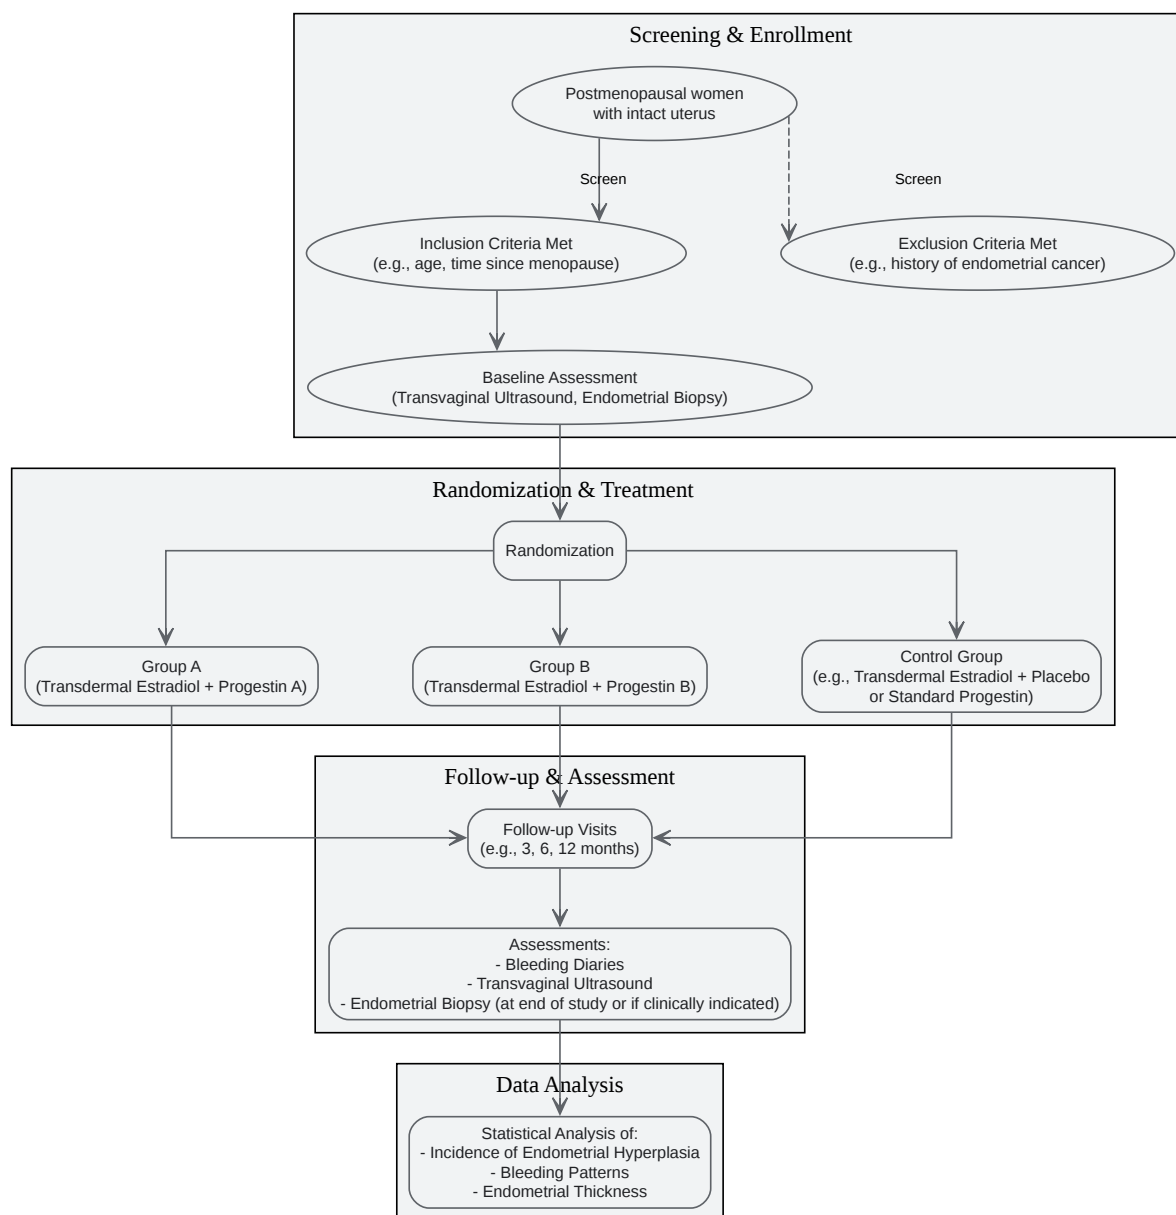 Screening & Enrollment
Postmenopausal women
with intact uterus
Screen
Screen
Inclusion Criteria Met
(e.g., age, time since menopause)
Exclusion Criteria Met
(e.g., history of endometrial cancer)
Baseline Assessment
(Transvaginal Ultrasound, Endometrial Biopsy)
Randomization & Treatment
Randomization
Group A
(Transdermal Estradiol + Progestin A)
Group B
(Transdermal Estradiol + Progestin B)
Control Group
(e.g., Transdermal Estradiol + Placebo
or Standard Progestin)
Follow-up & Assessment
Follow-up Visits
(e.g., 3, 6, 12 months)
Assessments:
- Bleeding Diaries
- Transvaginal Ultrasound
- Endometrial Biopsy (at end of study or if clinically indicated)
Data Analysis
Statistical Analysis of:
- Incidence of Endometrial Hyperplasia
- Bleeding Patterns
- Endometrial Thickness